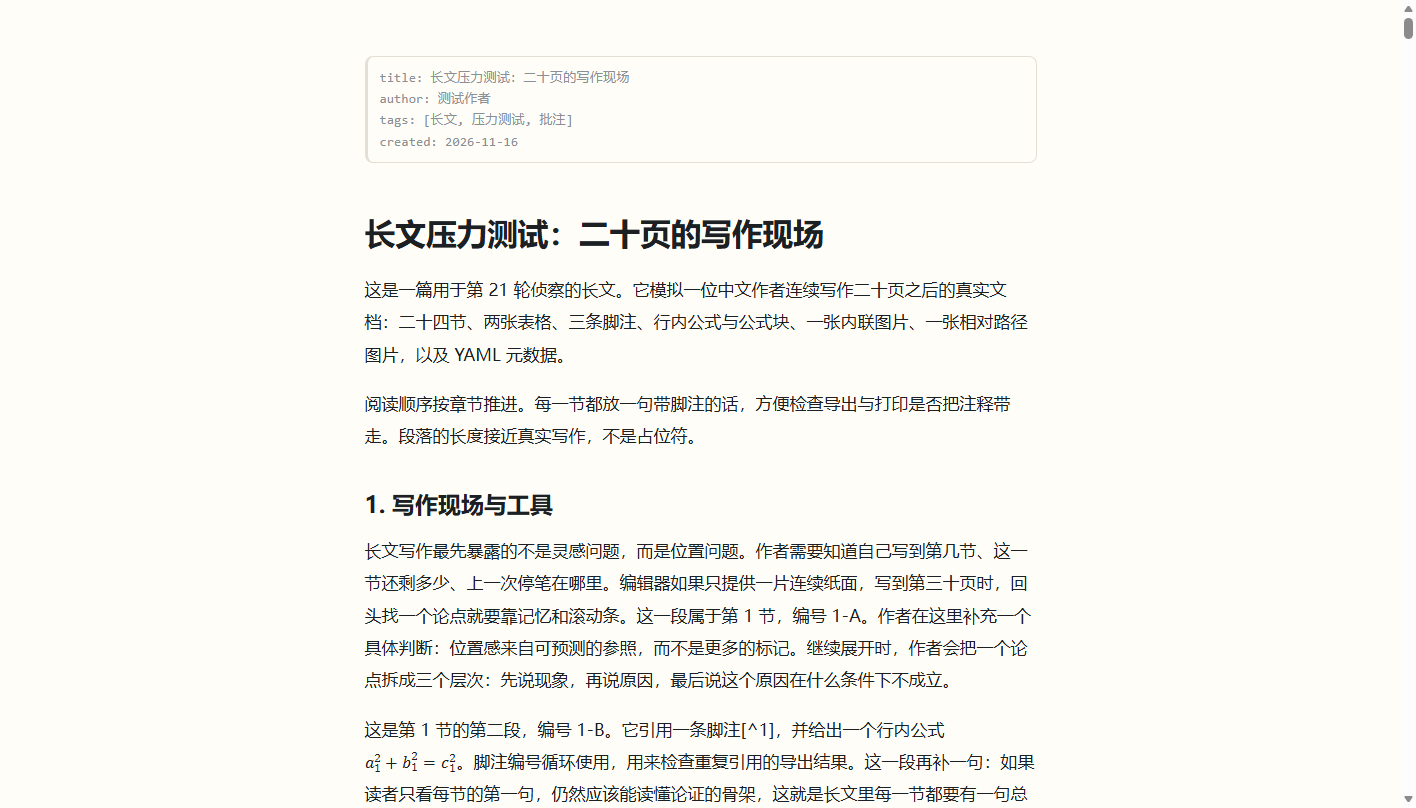 title: 长文压力测试：二十页的写作现场
author: 测试作者
tags: [长文, 压力测试, 批注]
created: 2026-11-16
长文压力测试：二十页的写作现场
这是一篇用于第 21 轮侦察的长文。它模拟一位中文作者连续写作二十页之后的真实文
档：二十四节、两张表格、三条脚注、行内公式与公式块、一张内联图片、一张相对路径
图片，以及 YAML 元数据。
阅读顺序按章节推进。每一节都放一句带脚注的话，方便检查导出与打印是否把注释带
走。段落的长度接近真实写作，不是占位符。
1. 写作现场与工具
长文写作最先暴露的不是灵感问题，而是位置问题。作者需要知道自己写到第几节、这一
节还剩多少、上一次停笔在哪里。编辑器如果只提供一片连续纸面，写到第三十页时，回
头找一个论点就要靠记忆和滚动条。这一段属于第 1 节，编号 1-A。作者在这里补充一个
具体判断：位置感来自可预测的参照，而不是更多的标记。继续展开时，作者会把一个论
点拆成三个层次：先说现象，再说原因，最后说这个原因在什么条件下不成立。
这是第 1 节的第二段，编号 1-B。它引用一条脚注[^1]，并给出一个行内公式
a₁² + b₁² = c₁²。脚注编号循环使用，用来检查重复引用的导出结果。这一段再补一句：如果
读者只看每节的第一句，仍然应该能读懂论证的骨架，这就是长文里每一节都要有一句总